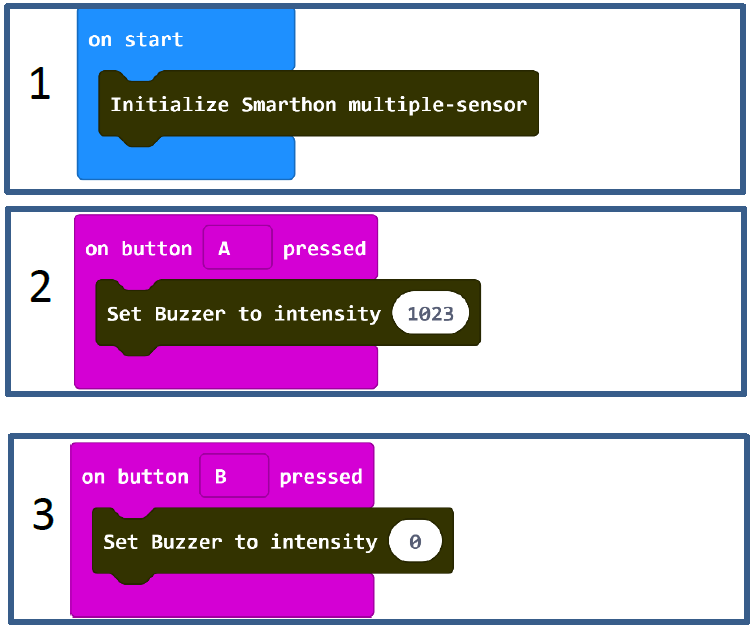 1
on start
Initialize Smarthon multiple-sensor
2
on button A pressed
Set Buzzer to intensity 1023
3
on button B pressed
Set Buzzer to intensity 0